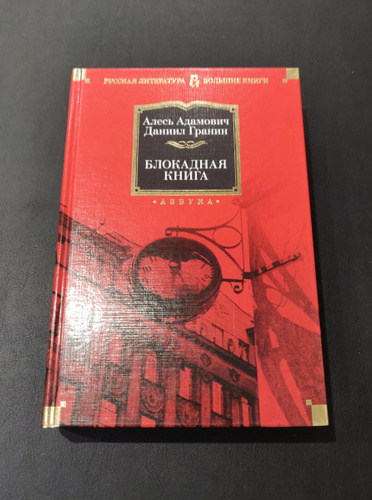 РУССКАЯ ЛИТЕРАТУРА БОЛЬШИЕ КНИГИ
Алесь Адамович
Даниил Гранин
БЛОКАДНАЯ
КНИГА
АЗБУКА